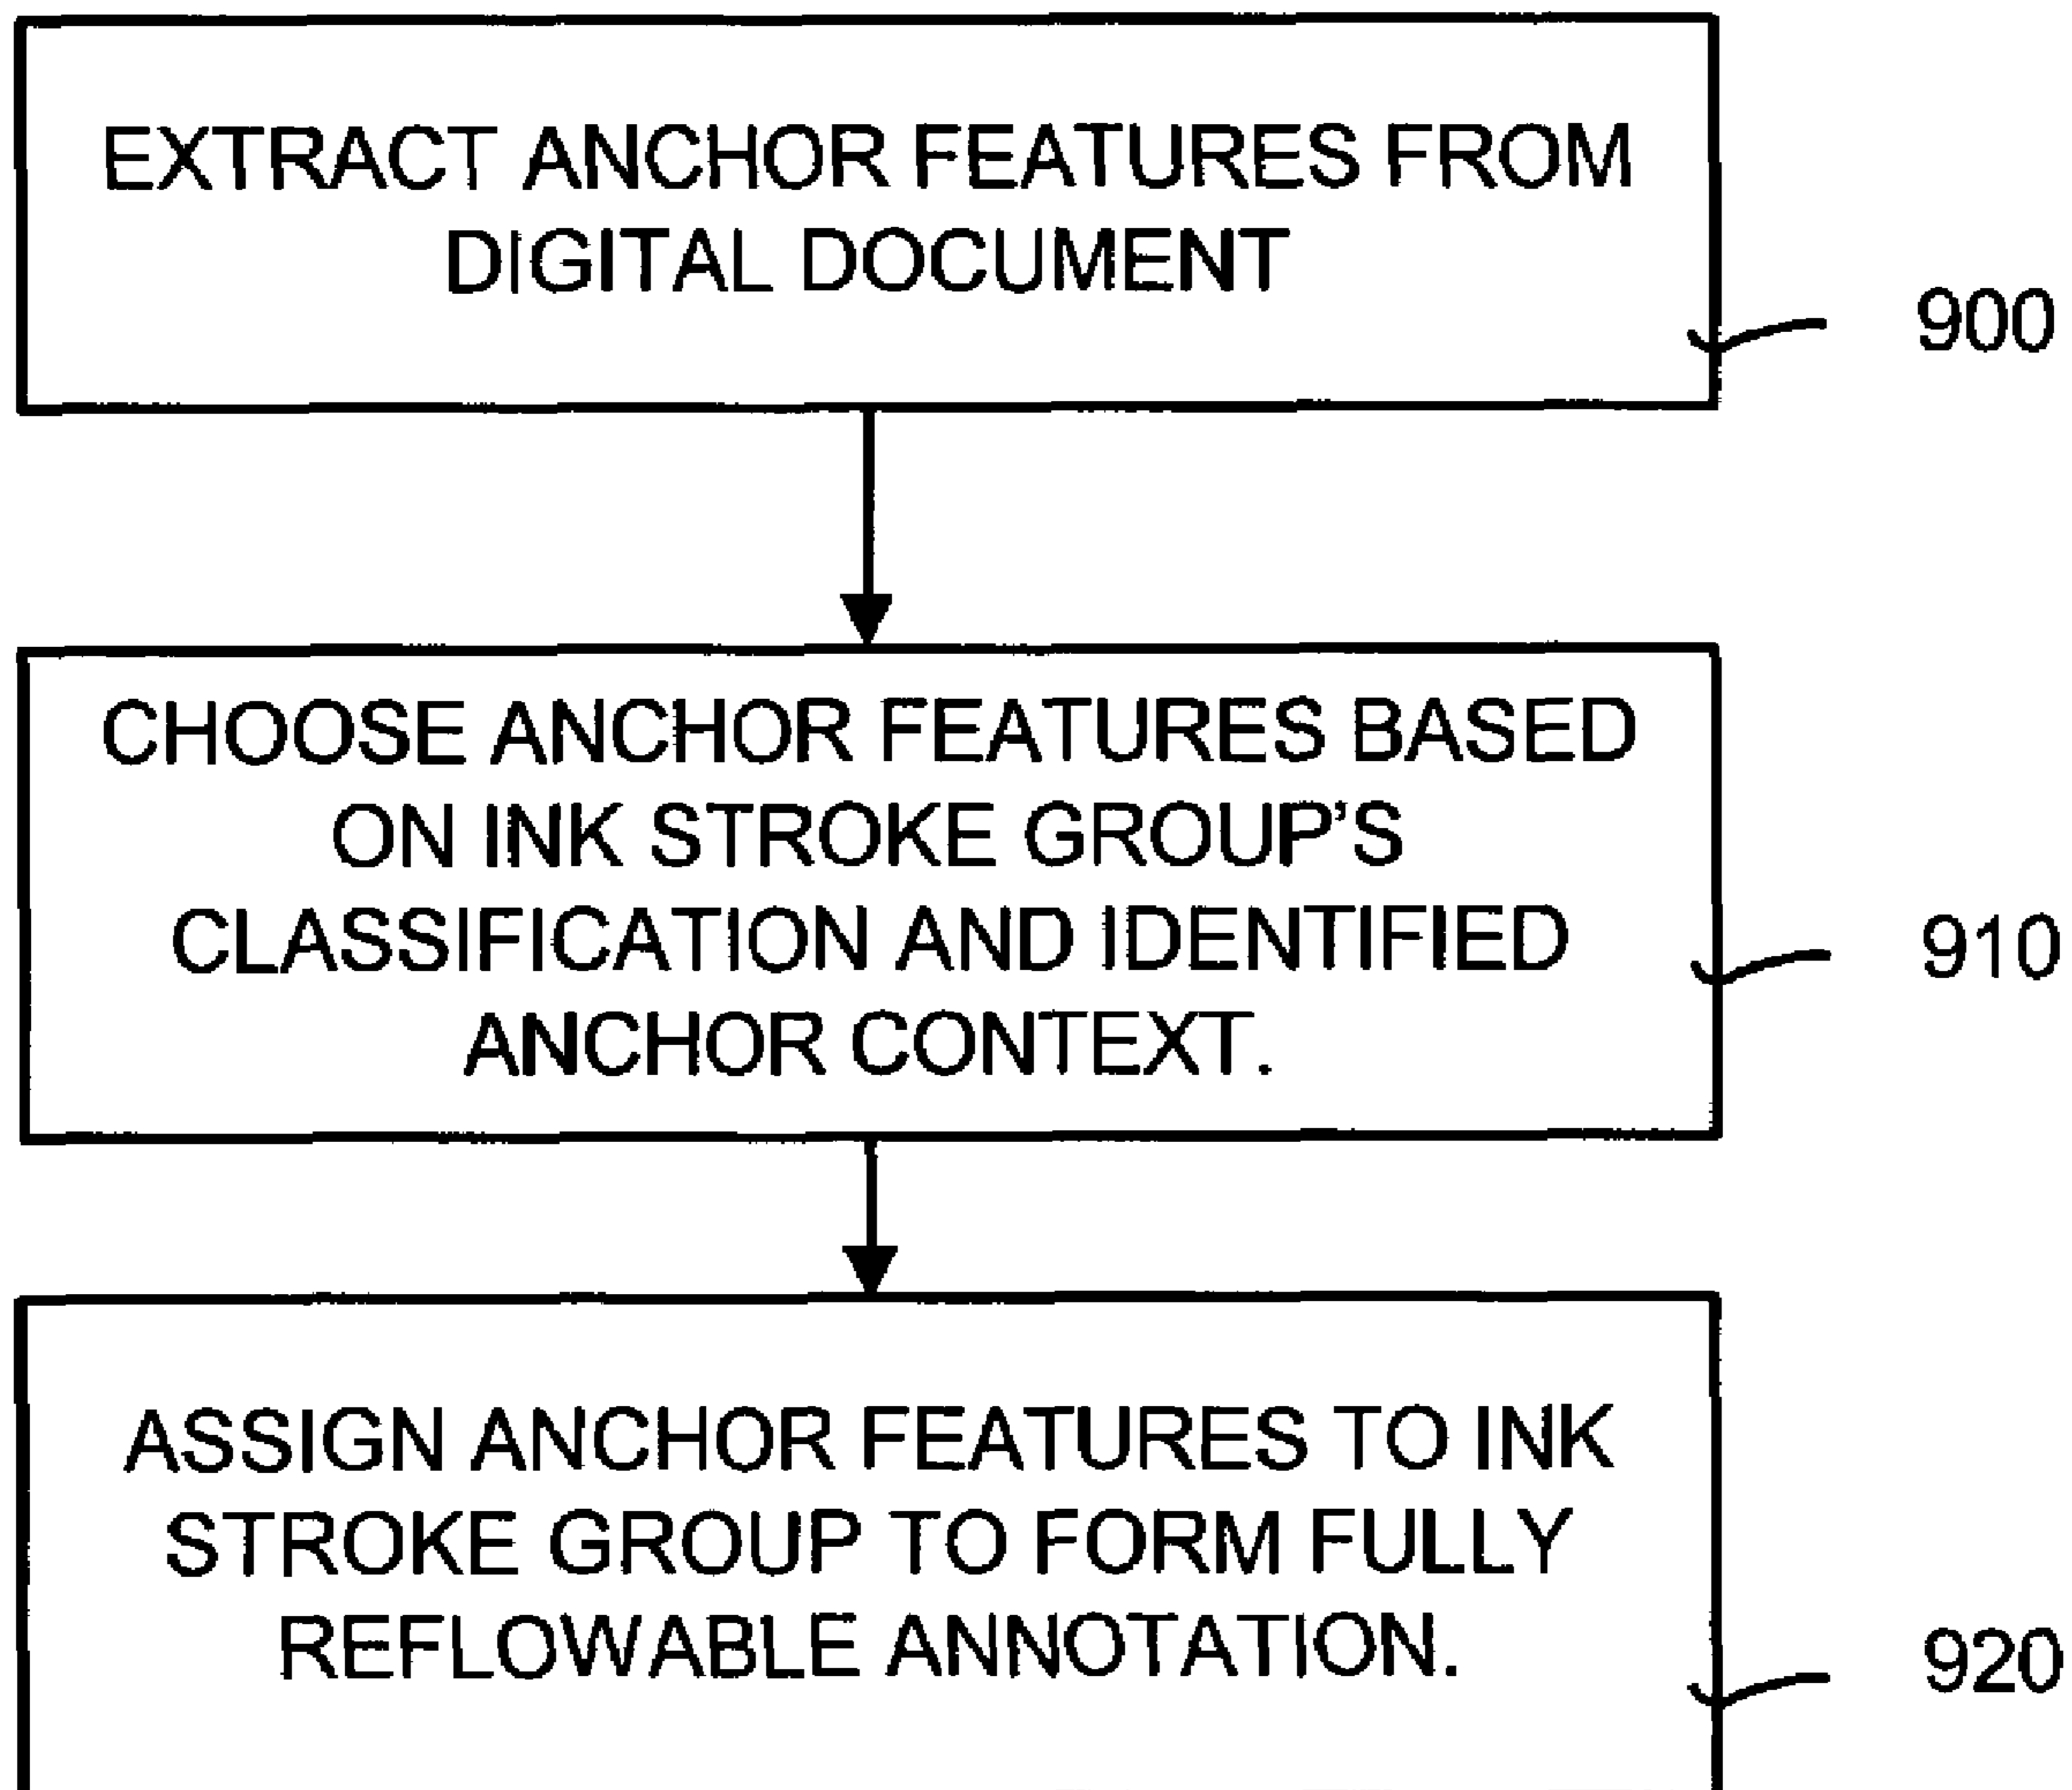 EXTRACT ANCHOR FEATURES FROM
DIGITAL DOCUMENT
900
CHOOSE ANCHOR FEATURES BASED
ON INK STROKE GROUP'S
CLASSIFICATION AND IDENTIFIED
ANCHOR CONTEXT.
910
ASSIGN ANCHOR FEATURES TO INK
STROKE GROUP TO FORM FULLY
REFLOWABLE ANNOTATION.
920